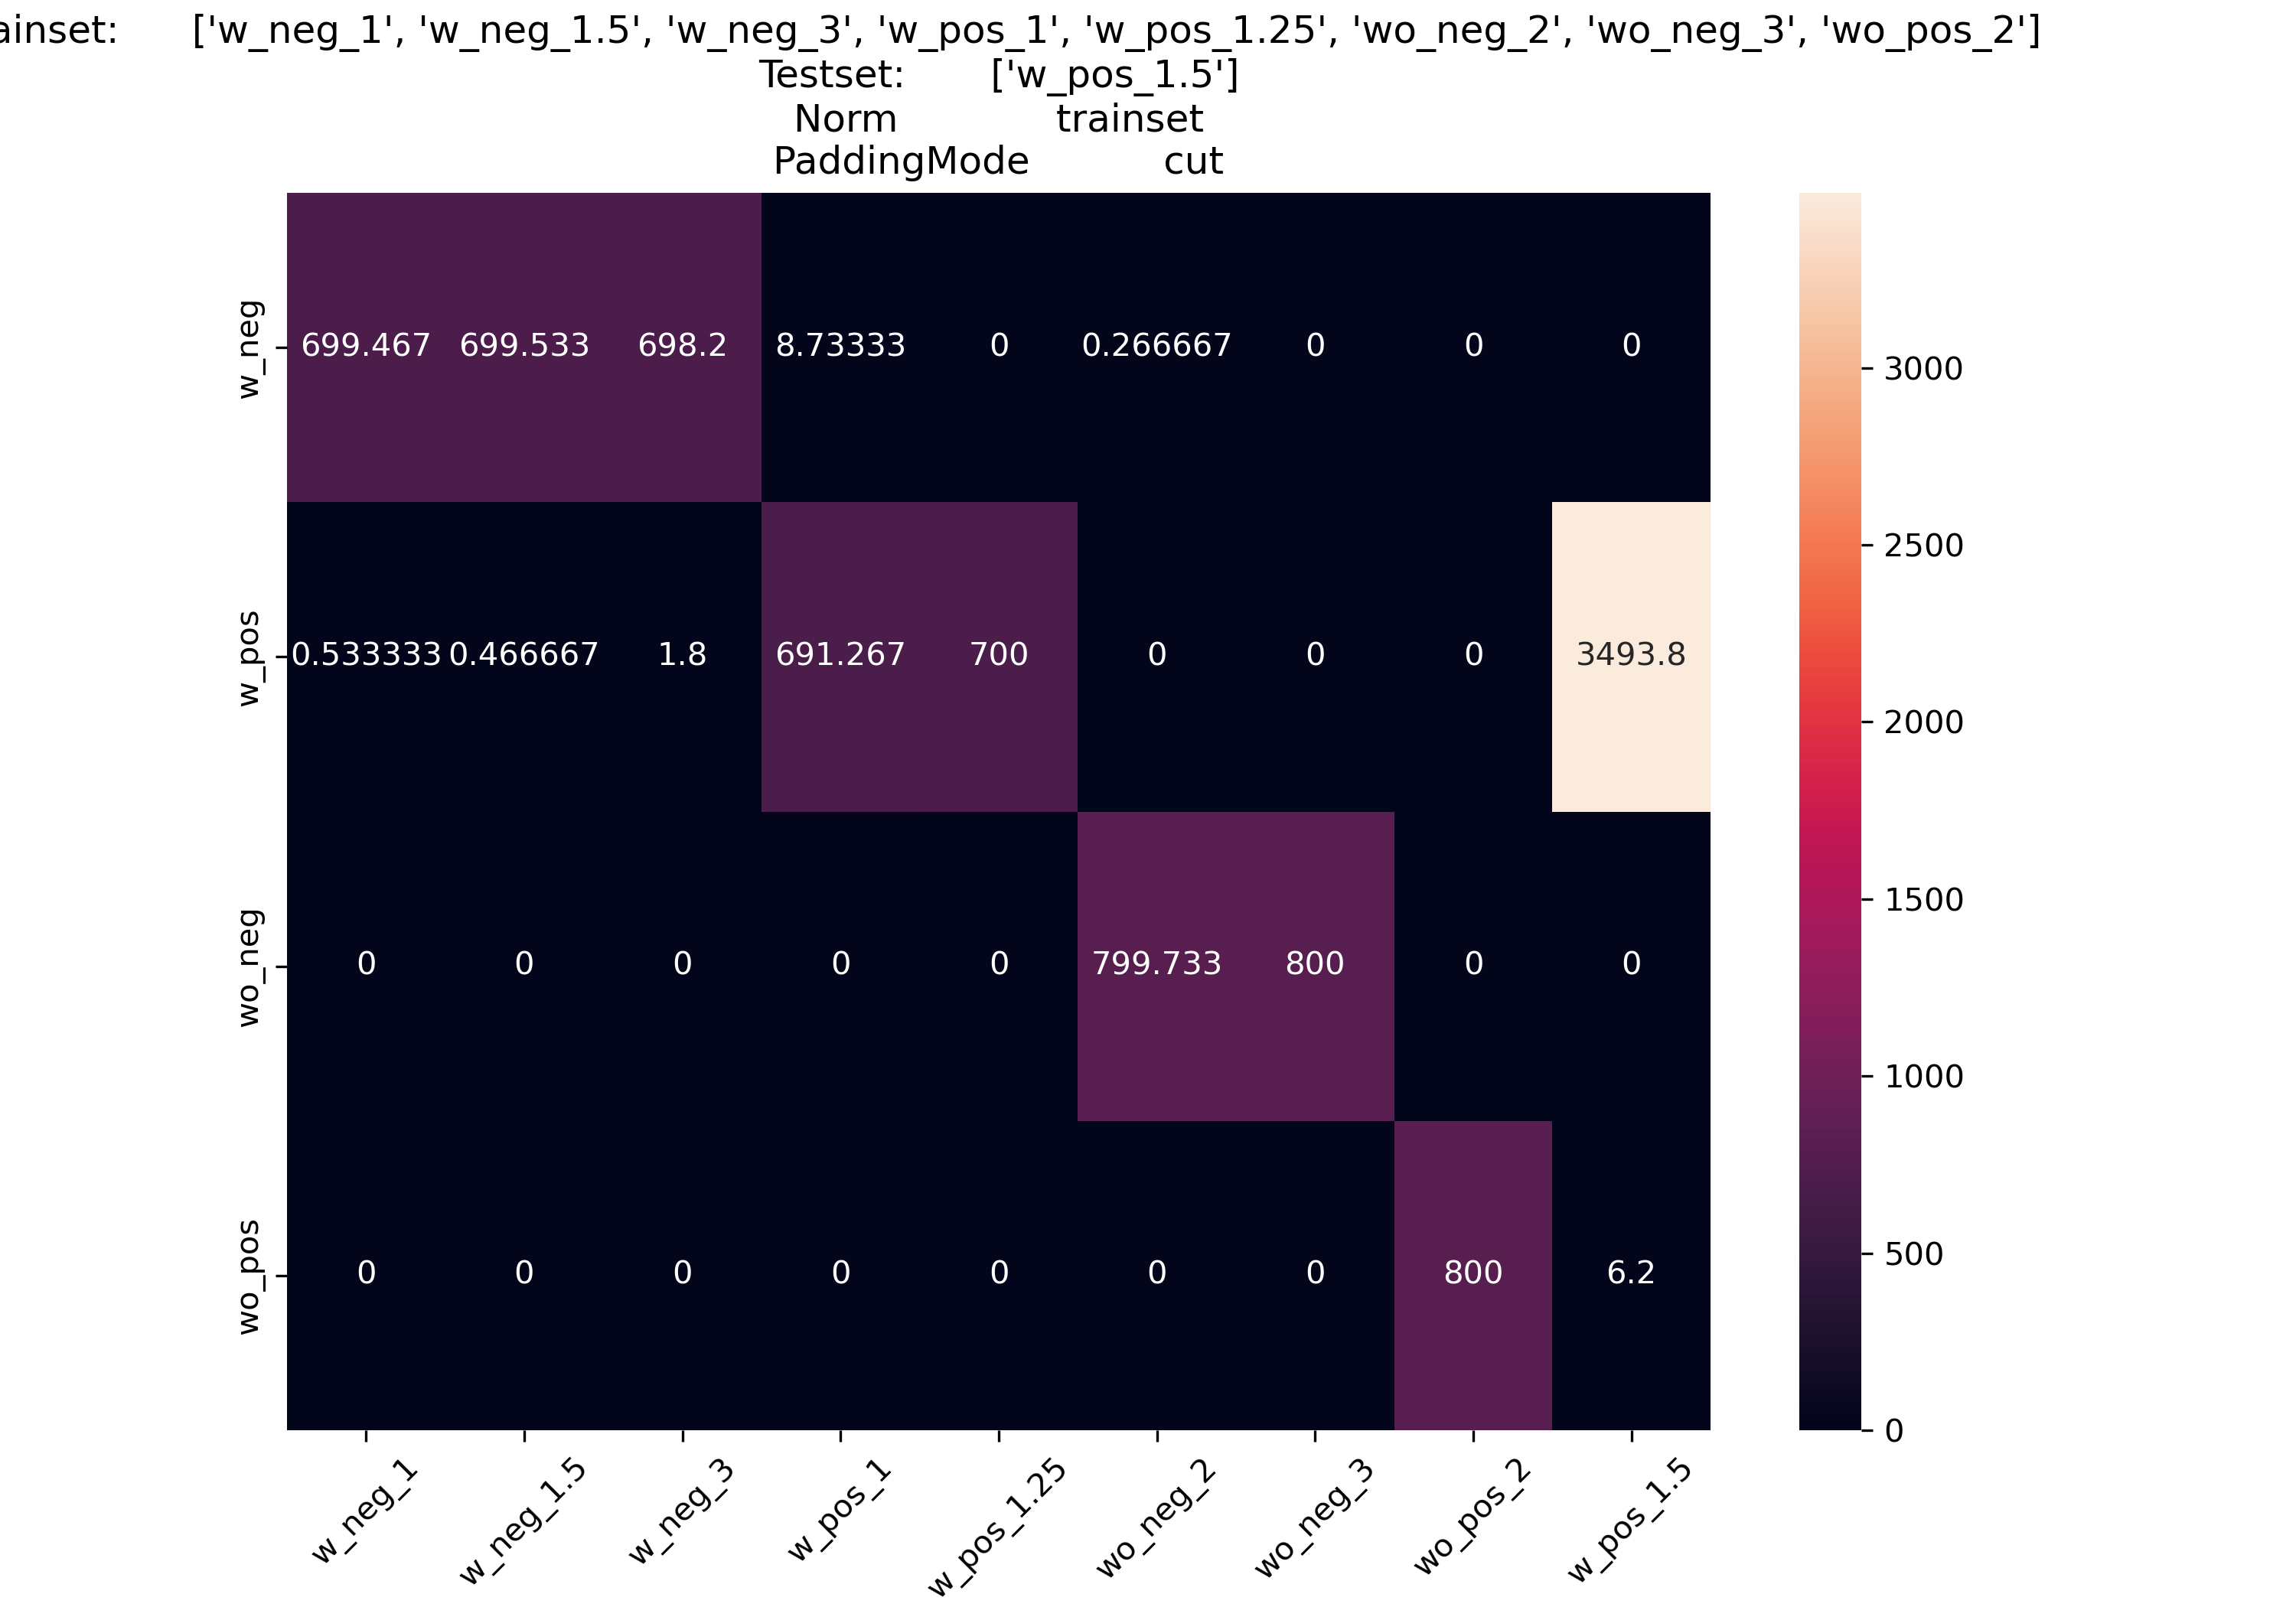 ainset: ['w_neg_1', 'w_neg_1.5', 'w_neg_3', 'w_pos_1', 'w_pos_1.25', 'wo_neg_2', 'wo_neg_3', 'wo_pos_2']
Testset: ['w_pos_1.5']
Norm trainset
PaddingMode cut
w_neg 699.467 699.533 698.2 8.73333 0 0.266667 0 0 0
w_pos 0.533333 0.466667 1.8 691.267 700 0 0 0 3493.8
wo_neg 0 0 0 0 0 799.733 800 0 0
wo_pos 0 0 0 0 0 0 0 800 6.2
w_neg_1 w_neg_1.5 w_neg_3 w_pos_1 w_pos_1.25 wo_neg_2 wo_neg_3 wo_pos_2 w_pos_1.5
3000
2500
2000
1500
1000
500
0